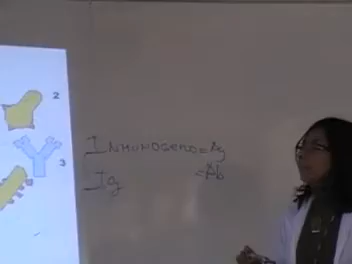 2
3
Inmunogeno = Ag
Ig = Ab